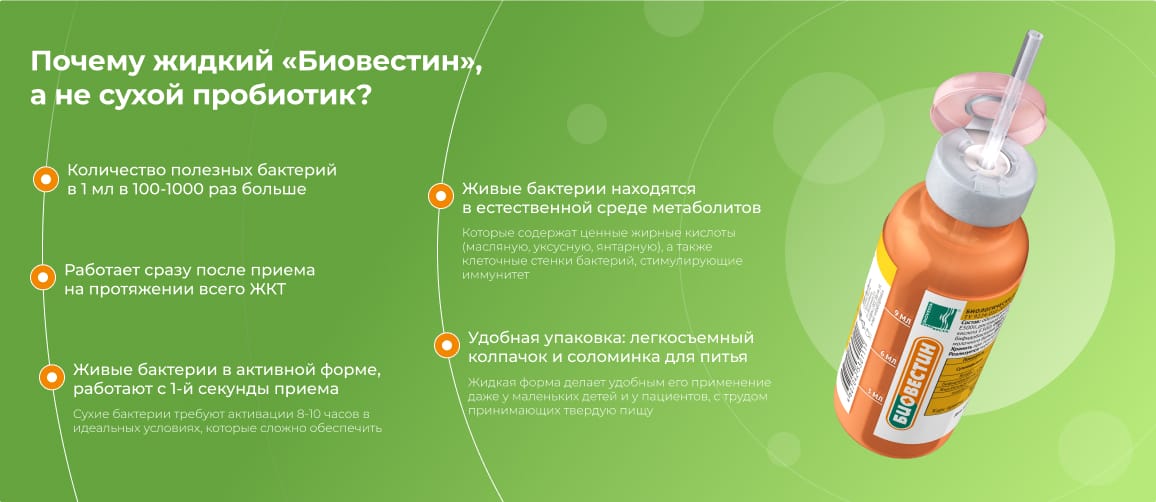 Почему жидкий «Биовестин»,
а не сухой пробиотик?
Количество полезных бактерий
в 1 мл в 100-1000 раз больше
Работает сразу после приема
на протяжении всего ЖКТ
Живые бактерии в активной форме,
работают с 1-й секунды приема
Сухие бактерии требуют активации 8-10 часов в
идеальных условиях, которые сложно обеспечить
Живые бактерии находятся
в естественной среде метаболитов
Которые содержат ценные жирные кислоты
(масляную, уксусную, янтарную), а также
клеточные стенки бактерий, стимулирующие
иммунитет
Удобная упаковка: легкосъемный
колпачок и соломинка для питья
Жидкая форма делает удобным его применение
даже у маленьких детей и у пациентов, с трудом
принимающих твердую пищу
9 МЛ
6 МЛ
3 МЛ
БИОВЕСТИН